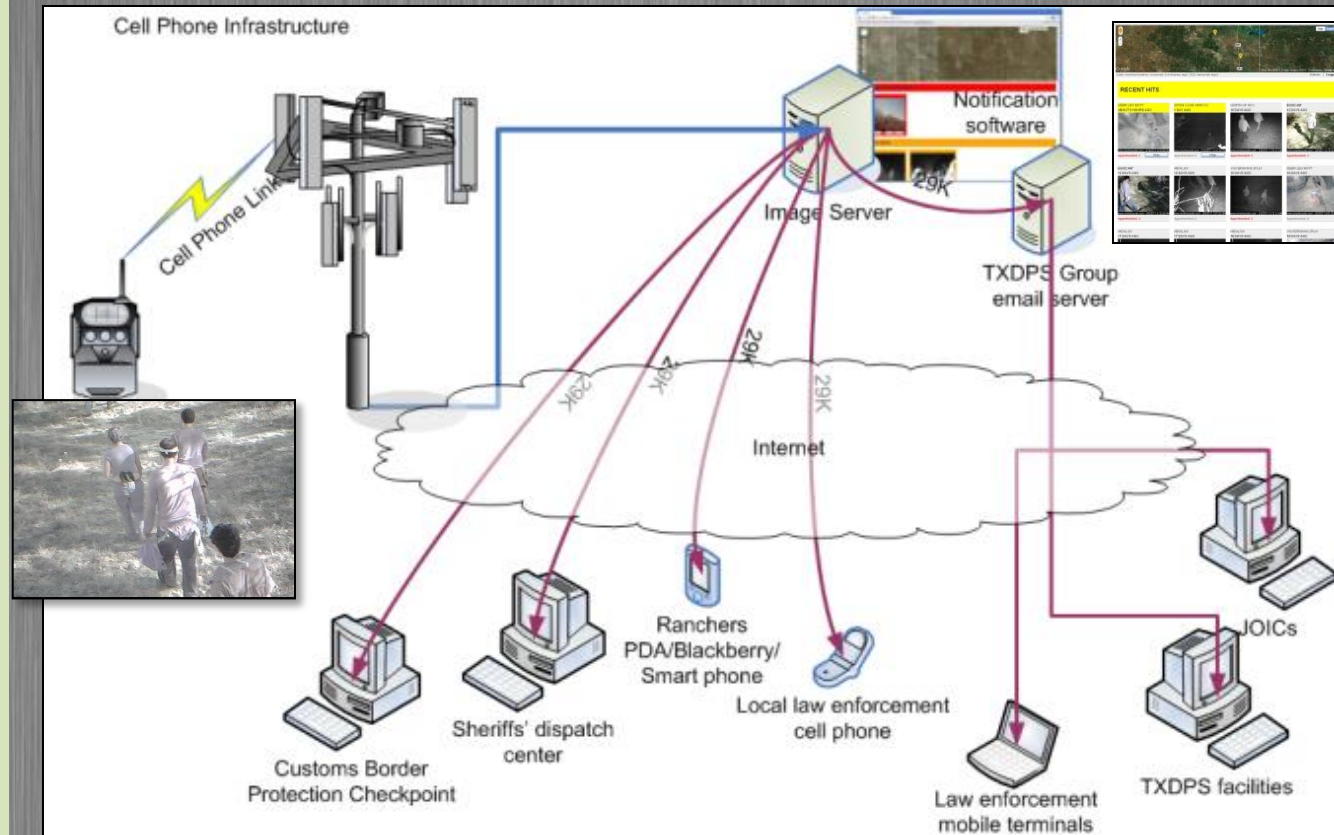 Cell Phone Infrastructure
Cell Phone Link
Notification
software
Image Server
29K
TXDPS Group
email server
RECENT HITS
29K
29K
29K
29K
Internet
Customs Border
Protection Checkpoint
Sheriffs' dispatch
center
Ranchers
PDA/Blackberry/
Smart phone
Local law enforcement
cell phone
Law enforcement
mobile terminals
JOICs
TXDPS facilities